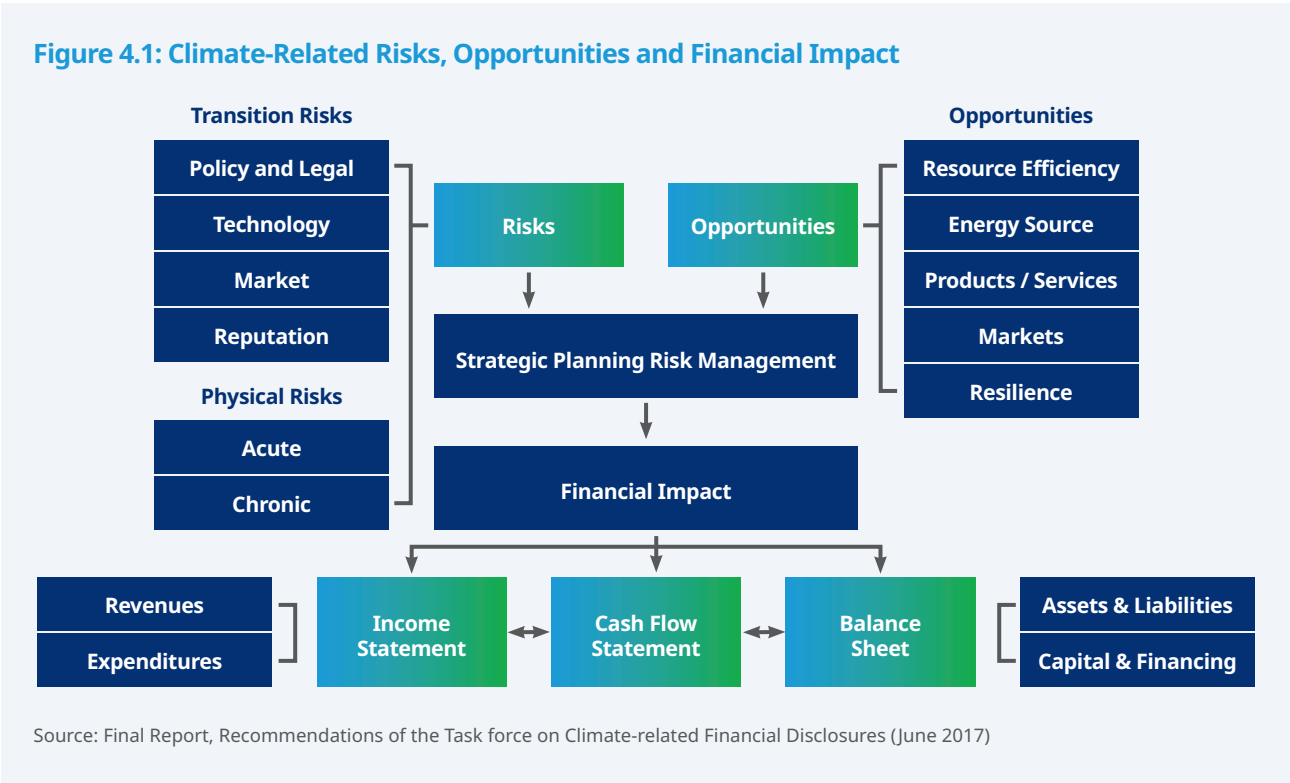 Figure 4.1: Climate-Related Risks, Opportunities and Financial Impact
Transition Risks
Policy and Legal
Technology
Market
Reputation
Physical Risks
Acute
Chronic
Risks
Opportunities
Opportunities
Resource Efficiency
Energy Source
Products / Services
Markets
Resilience
Strategic Planning Risk Management
Financial Impact
Revenues
Expenditures
Income
Statement
Cash Flow
Statement
Balance
Sheet
Assets & Liabilities
Capital & Financing
Source: Final Report, Recommendations of the Task force on Climate-related Financial Disclosures (June 2017)